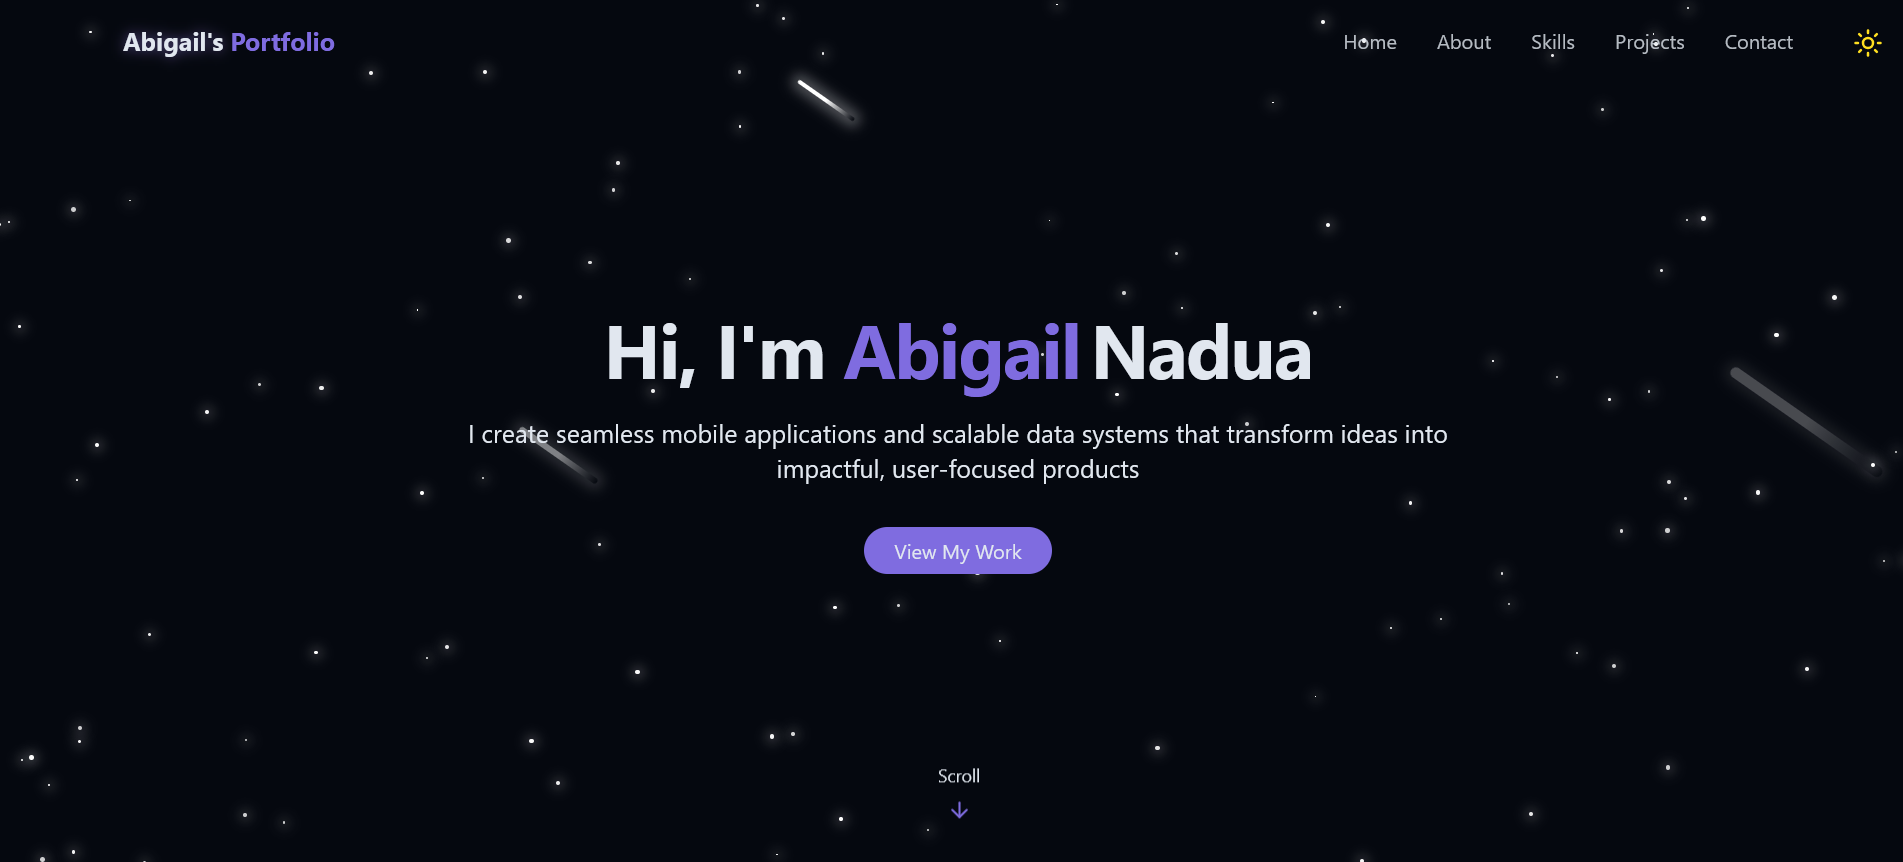 Abigail's Portfolio
Home About Skills Projects Contact
Hi, I'm Abigail Nadua
I create seamless mobile applications and scalable data systems that transform ideas into
impactful, user-focused products
View My Work
Scroll